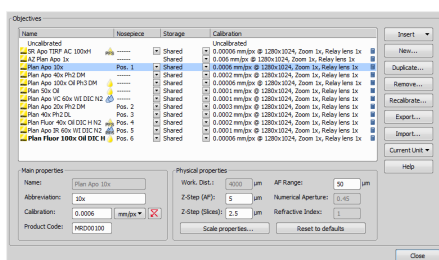 Objectives
Name Nosepiece Storage Calibration
Uncalibrated Uncalibrated
SR Apo TIRF AC 100xH ------ Shared 0.00006 mm/px @ 1280x1024, Zoom 1x, Relay lens 1x
AZ Plan Apo 1x ------ Shared 0.006 mm/px @ 1280x1024, Zoom 1x, Relay lens 1x
Plan Apo 10x Pos. 1 Shared 0.0006 mm/px @ 1280x1024, Zoom 1x, Relay lens 1x
Plan Apo 40x Ph2 DM ------ Shared 0.0002 mm/px @ 1280x1024, Zoom 1x, Relay lens 1x
Plan Apo 100x Oil Ph3 DM ------ Shared 0.0001 mm/px @ 1280x1024, Zoom 1x, Relay lens 1x
Plan 50x Oil ------ Shared 0.0001 mm/px @ 1280x1024, Zoom 1x, Relay lens 1x
Plan Apo VC 60x WI DIC N2 ------ Shared 0.0001 mm/px @ 1280x1024, Zoom 1x, Relay lens 1x
Plan Apo 20x Ph2 DM Pos. 2 Shared 0.0003 mm/px @ 1280x1024, Zoom 1x, Relay lens 1x
Plan 40x Ph2 DL Pos. 3 Shared 0.0002 mm/px @ 1280x1024, Zoom 1x, Relay lens 1x
Plan Fluor 40x Oil DIC H N2 Pos. 4 Shared 0.0002 mm/px @ 1280x1024, Zoom 1x, Relay lens 1x
Plan Apo IR 60x WI DIC N2 Pos. 5 Shared 0.0001 mm/px @ 1280x1024, Zoom 1x, Relay lens 1x
Plan Fluor 100x Oil DIC H Pos. 6 Shared 0.00006 mm/px @ 1280x1024, Zoom 1x, Relay lens 1x
Insert
New...
Duplicate...
Remove...
Recalibrate...
Export...
Import...
Current Unit
Help
Main properties
Name: Plan Apo 10x
Abbreviation: 10x
Calibration: 0.0006 mm/px
Product Code: MRD00100
Physical properties
Work. Dist.: 4000 µm AF Range: 50 µm
Z-Step (AF): 5 µm Numerical Aperture: 0.45
Z-Step (Slices): 2.5 µm Refractive Index: 1
Scale properties... Reset to defaults
Close